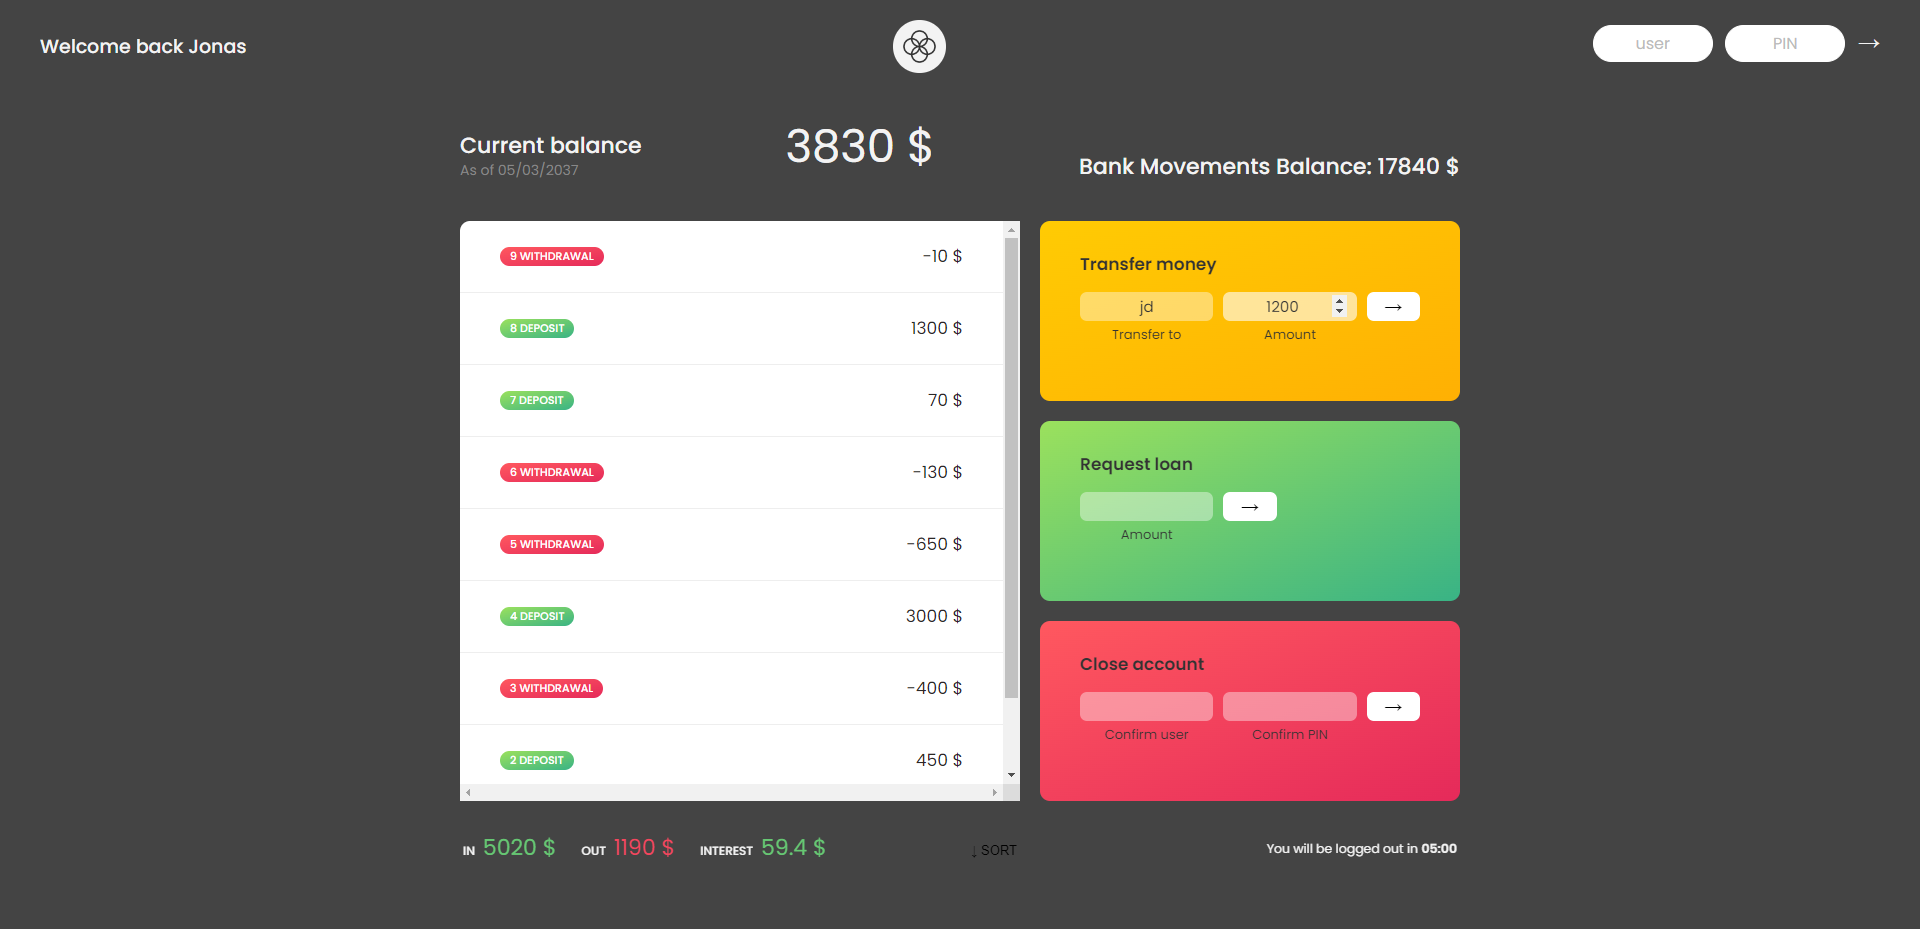 Welcome back Jonas
user
PIN
→
Current balance
As of 05/03/2037
3830 $
Bank Movements Balance: 17840 $
9 WITHDRAWAL
-10 $
8 DEPOSIT
1300 $
7 DEPOSIT
70 $
6 WITHDRAWAL
-130 $
5 WITHDRAWAL
-650 $
4 DEPOSIT
3000 $
3 WITHDRAWAL
-400 $
2 DEPOSIT
450 $
Transfer money
jd
1200
→
Transfer to
Amount
Request loan
→
Amount
Close account
→
Confirm user
Confirm PIN
IN 5020 $ OUT 1190 $ INTEREST 59.4 $
↓ SORT
You will be logged out in 05:00